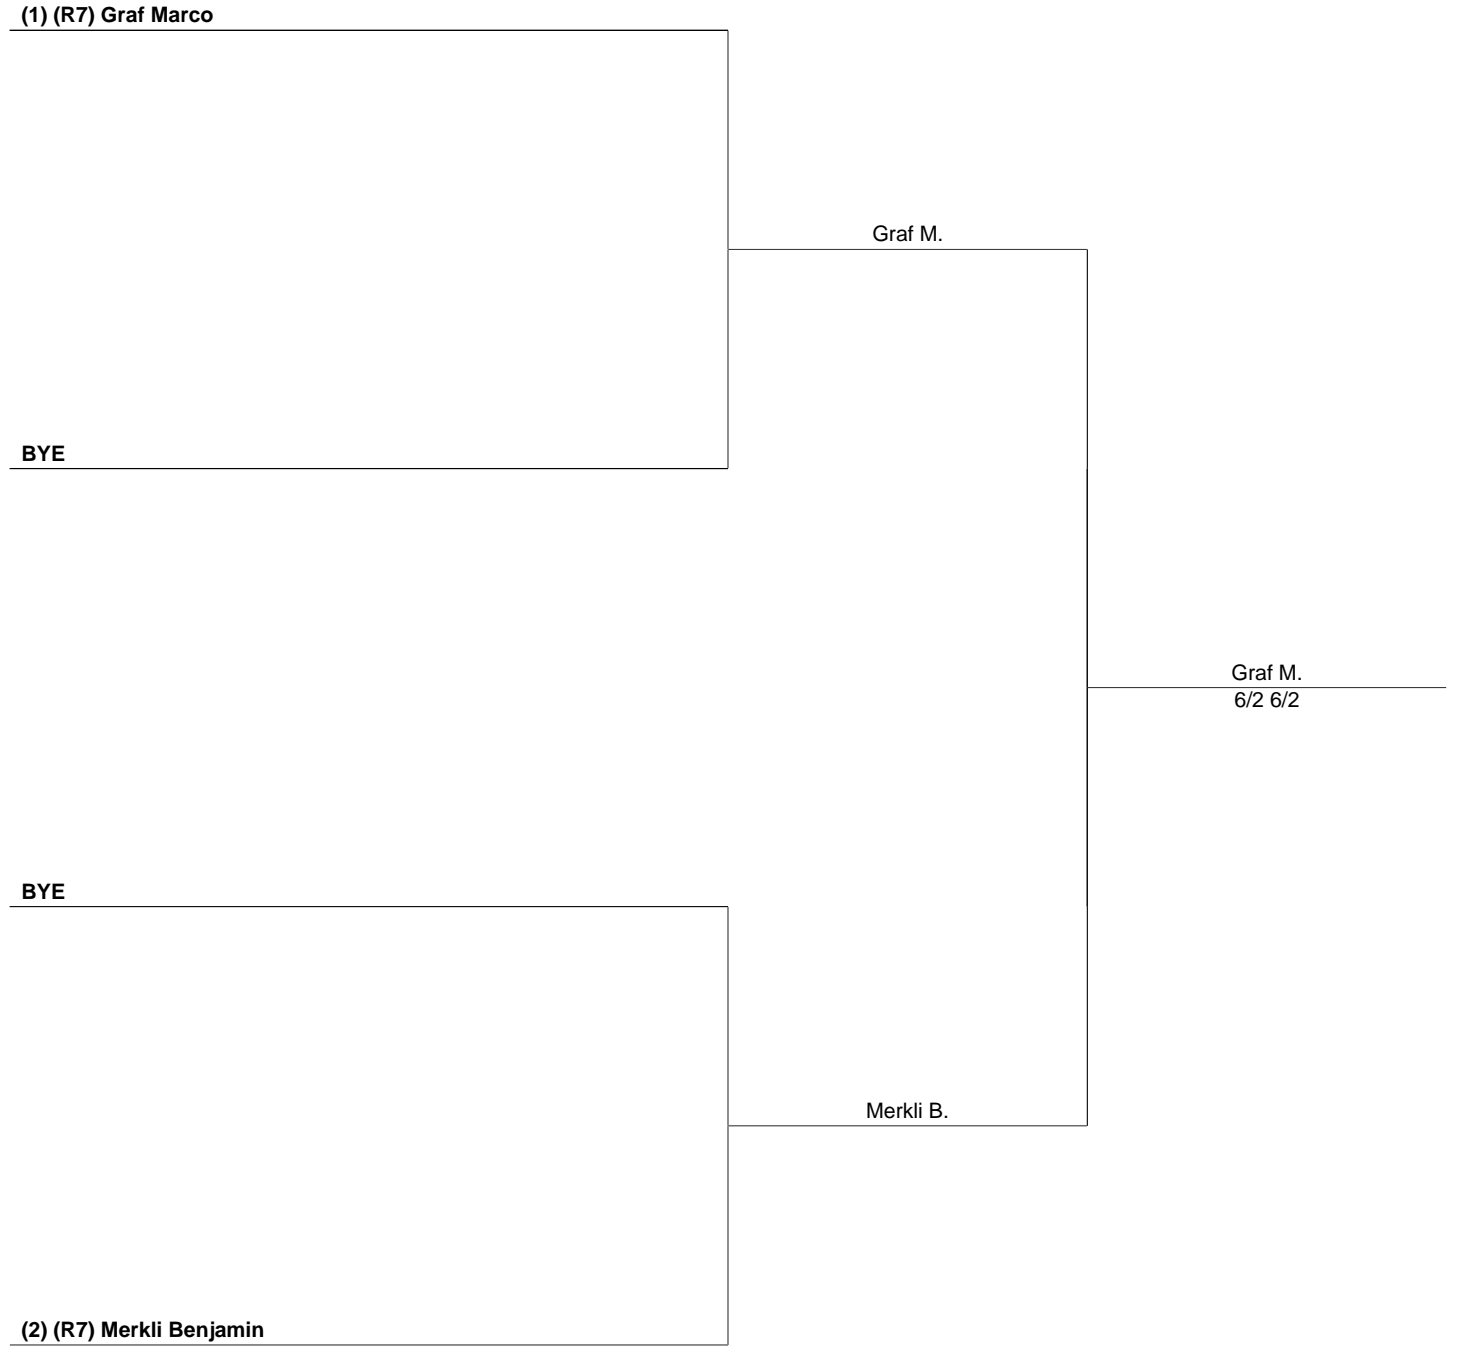 (1) (R7) Graf Marco
Graf M.
BYE
Graf M.
6/2 6/2
BYE
Merkli B.
(2) (R7) Merkli Benjamin